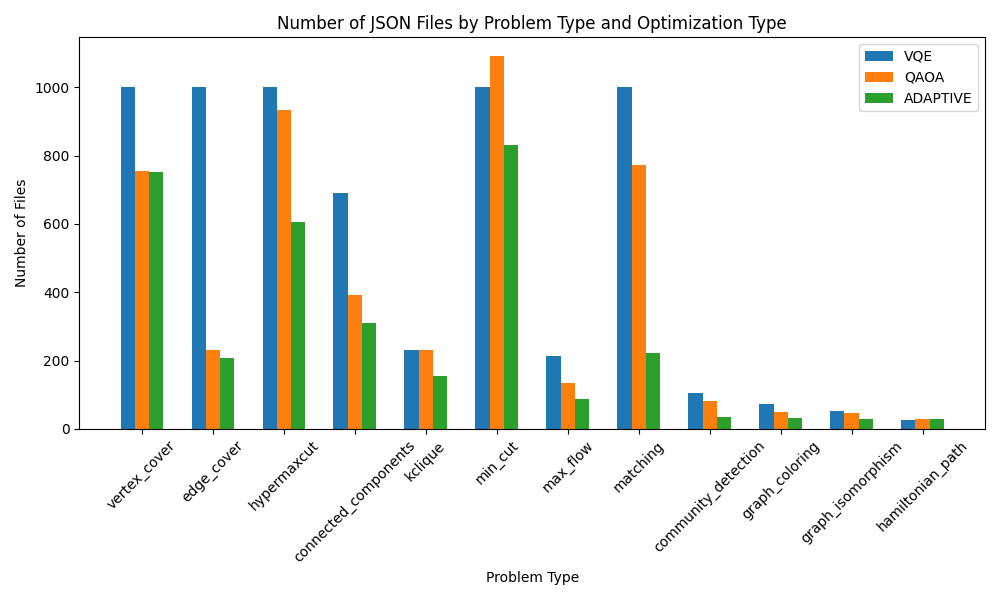 Number of JSON Files by Problem Type and Optimization Type
VQE
QAOA
ADAPTIVE
Number of Files
1000
800
600
400
200
0
vertex_cover
edge_cover
hypermaxcut
connected_components
kclique
min_cut
max_flow
matching
community_detection
graph_coloring
graph_isomorphism
hamiltonian_path
Problem Type